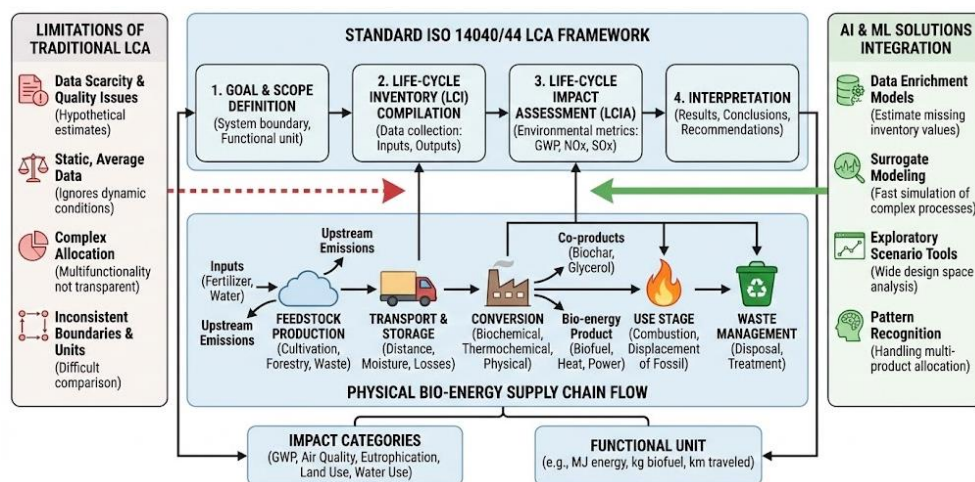 LIMITATIONS OF
TRADITIONAL LCA
Data Scarcity &
Quality Issues
(Hypothetical
estimates)
Static, Average
Data
(Ignores dynamic
conditions)
Complex
Allocation
(Multifunctionality
not transparent)
Inconsistent
Boundaries &
Units
(Difficult
comparison)
STANDARD ISO 14040/44 LCA FRAMEWORK
1. GOAL & SCOPE
DEFINITION
(System boundary,
Functional unit)
2. LIFE-CYCLE
INVENTORY (LCI)
COMPILATION
(Data collection:
Inputs, Outputs)
3. LIFE-CYCLE
IMPACT
ASSESSMENT (LCIA)
(Environmental metrics:
GWP, NOx, SOx)
4. INTERPRETATION
(Results, Conclusions,
Recommendations)
Inputs
(Fertilizer,
Water)
Upstream
Emissions
Upstream
Emissions
FEEDSTOCK
PRODUCTION
(Cultivation,
Forestry, Waste)
TRANSPORT &
STORAGE
(Distance,
Moisture, Losses)
CONVERSION
(Biochemical,
Thermochemical,
Physical)
Co-products
(Biochar,
Glycerol)
Bio-energy
Product
(Biofuel,
Heat, Power)
USE STAGE
(Combustion,
Displacement
of Fossil)
WASTE
MANAGEMENT
(Disposal,
Treatment)
PHYSICAL BIO-ENERGY SUPPLY CHAIN FLOW
IMPACT CATEGORIES
(GWP, Air Quality, Eutrophication,
Land Use, Water Use)
FUNCTIONAL UNIT
(e.g., MJ energy, kg biofuel, km traveled)
AI & ML SOLUTIONS
INTEGRATION
Data Enrichment
Models
(Estimate missing
inventory values)
Surrogate
Modeling
(Fast simulation of
complex processes)
Exploratory
Scenario Tools
(Wide design space
analysis)
Pattern
Recognition
(Handling multi-
product allocation)